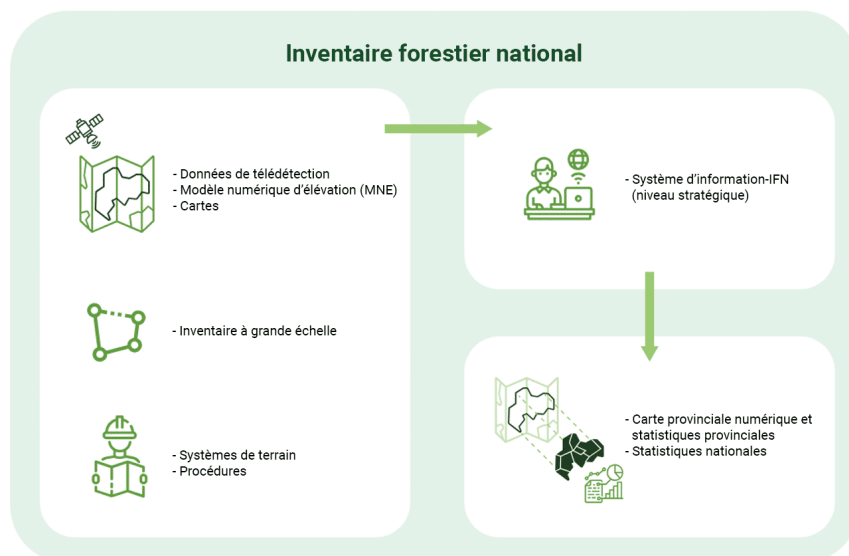 Inventaire forestier national
- Données de télédétection
- Modèle numérique d'élévation (MNE)
- Cartes
- Inventaire à grande échelle
- Systèmes de terrain
- Procédures
- Système d'information-IFN
(niveau stratégique)
- Carte provinciale numérique et
statistiques provinciales
- Statistiques nationales